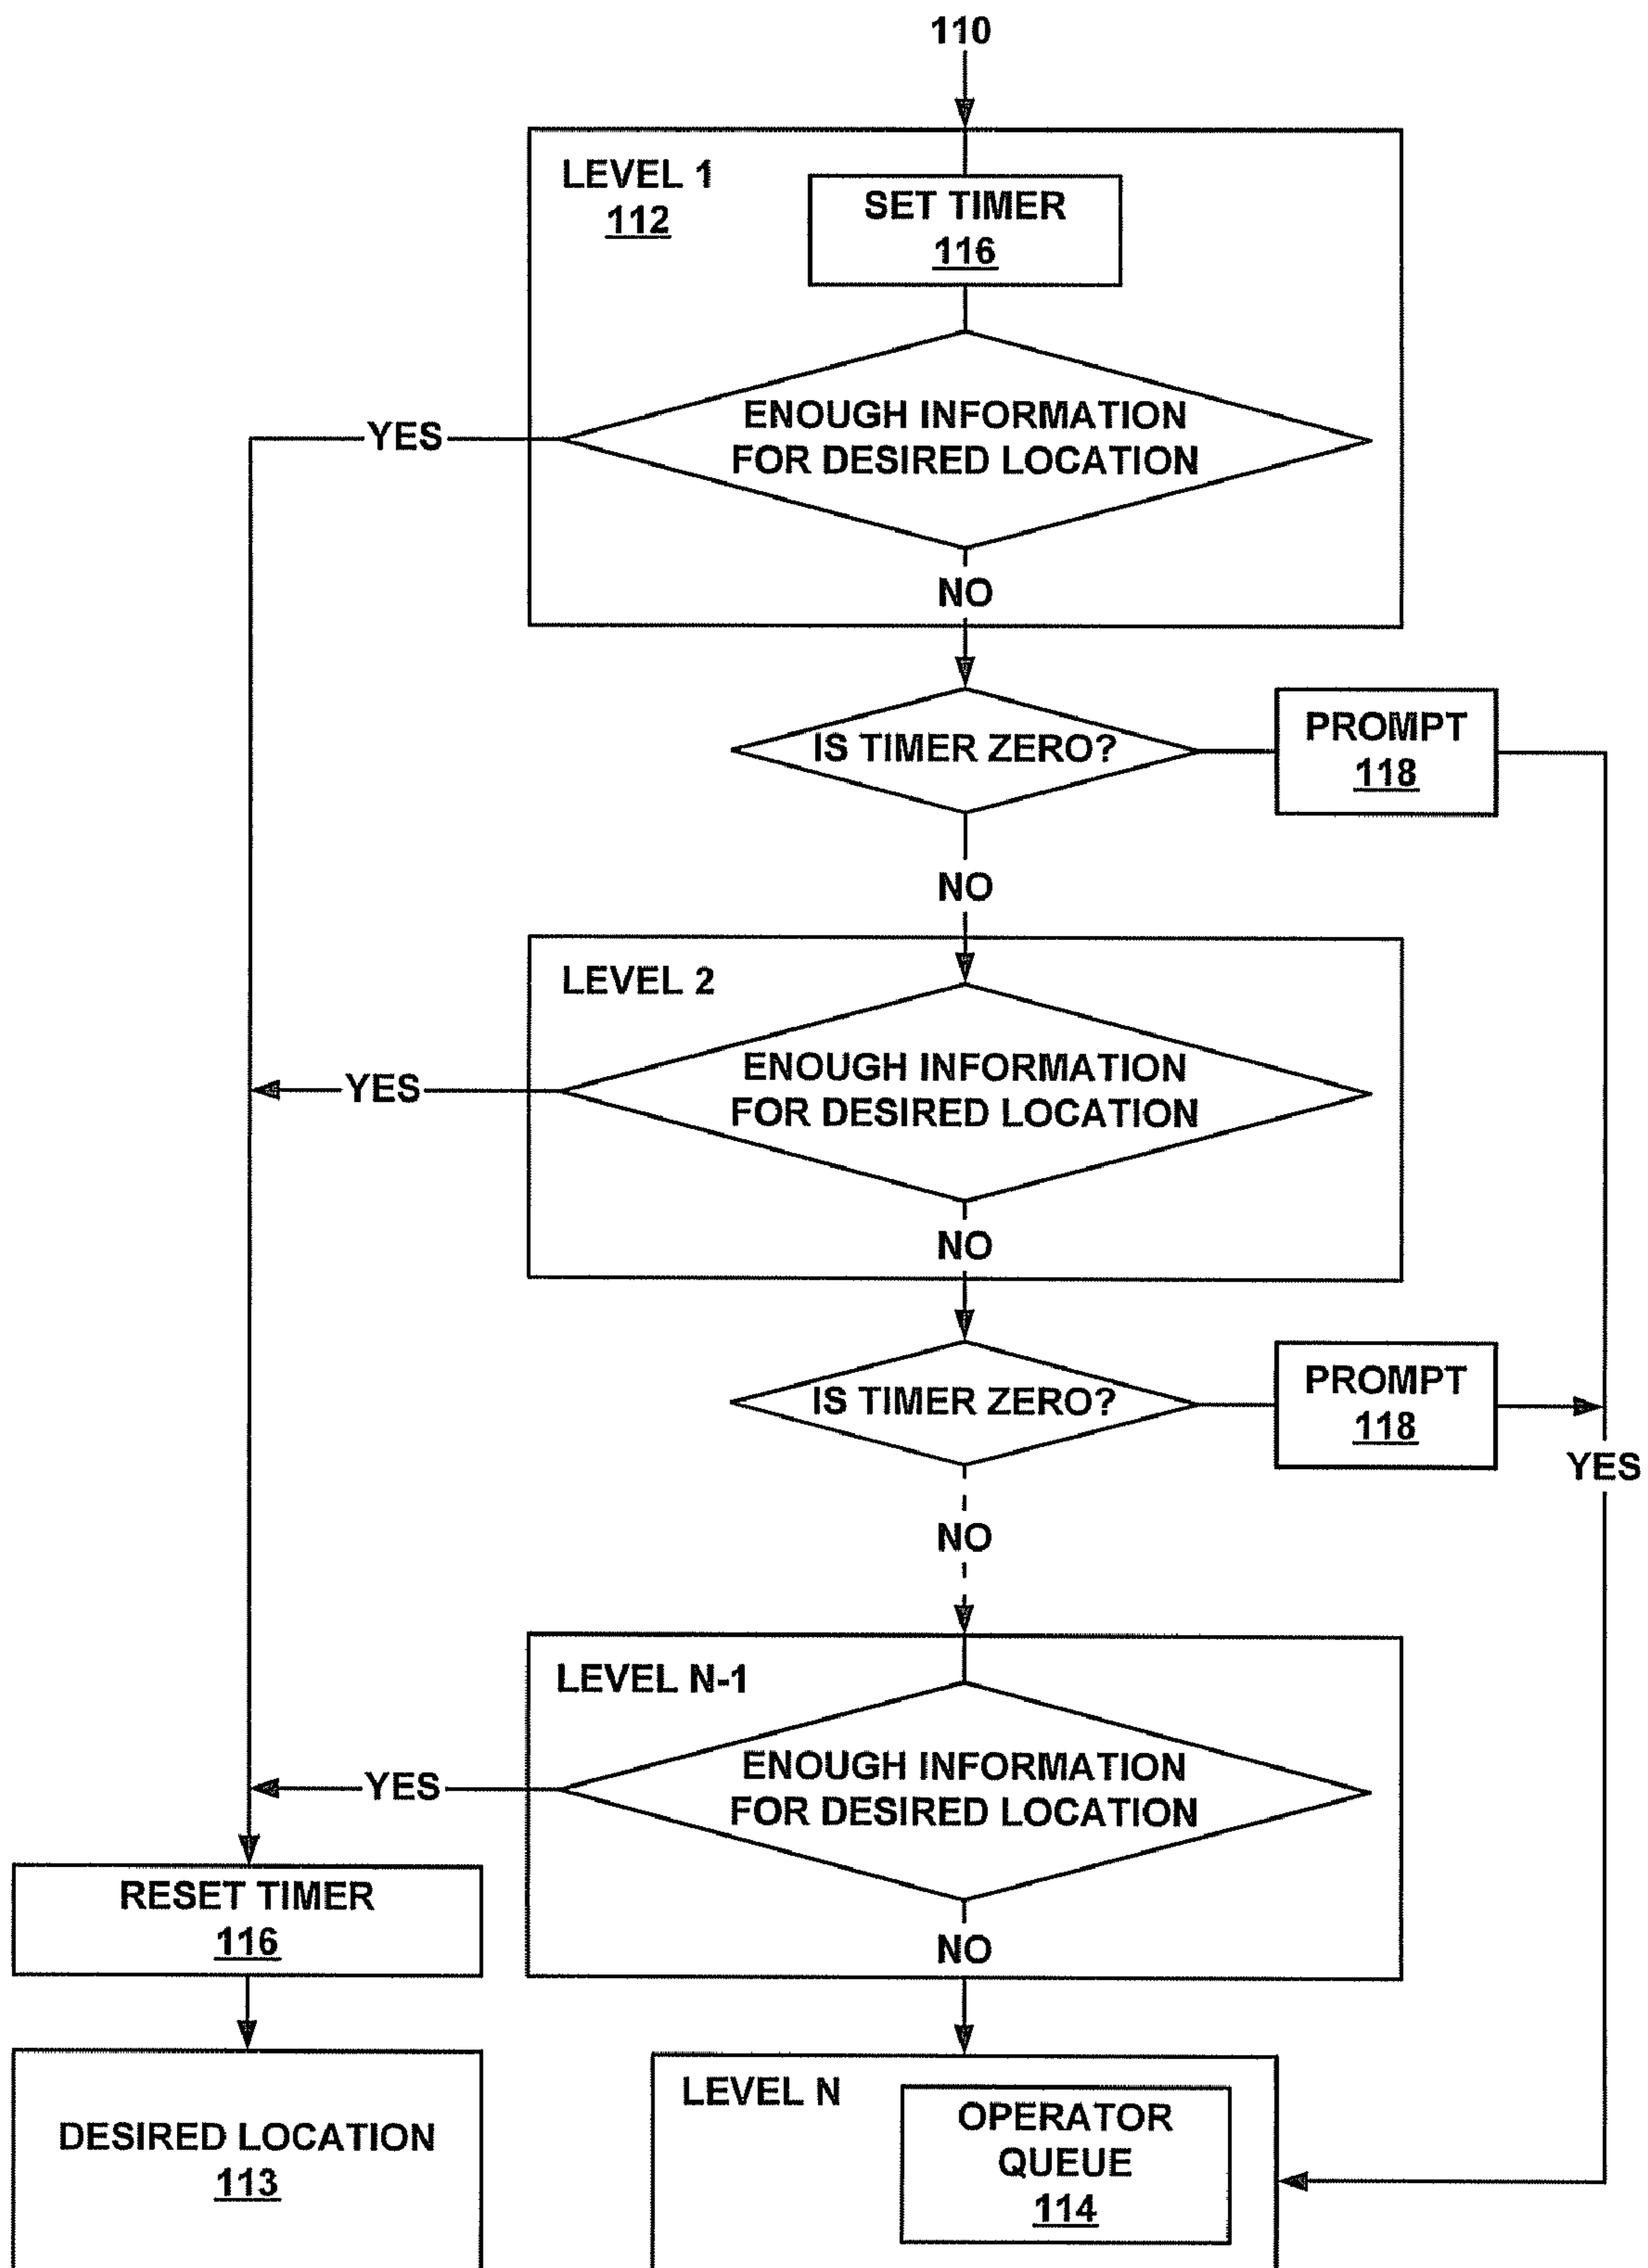 110
LEVEL 1
112
SET TIMER
116
ENOUGH INFORMATION
FOR DESIRED LOCATION
YES
NO
IS TIMER ZERO?
PROMPT
118
NO
LEVEL 2
ENOUGH INFORMATION
FOR DESIRED LOCATION
YES
NO
IS TIMER ZERO?
PROMPT
118
YES
NO
LEVEL N-1
ENOUGH INFORMATION
FOR DESIRED LOCATION
YES
NO
RESET TIMER
116
DESIRED LOCATION
113
LEVEL N
OPERATOR
QUEUE
114